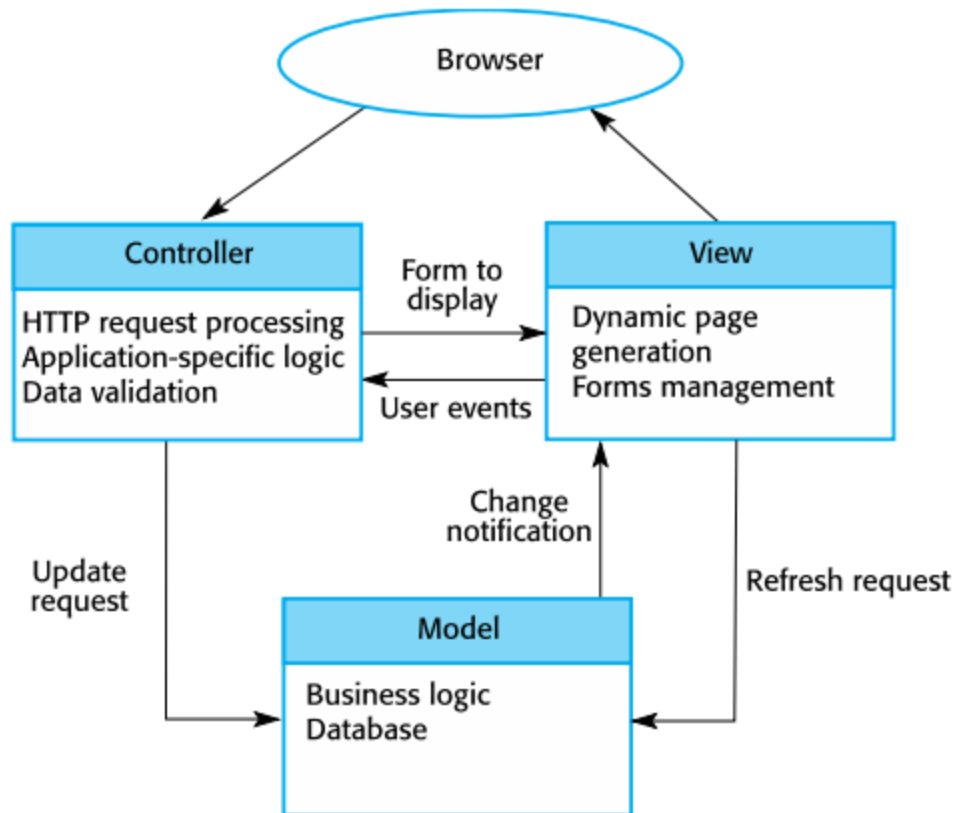 Browser
Controller
HTTP request processing
Application-specific logic
Data validation
Form to
display
User events
View
Dynamic page
generation
Forms management
Update
request
Change
notification
Refresh request
Model
Business logic
Database